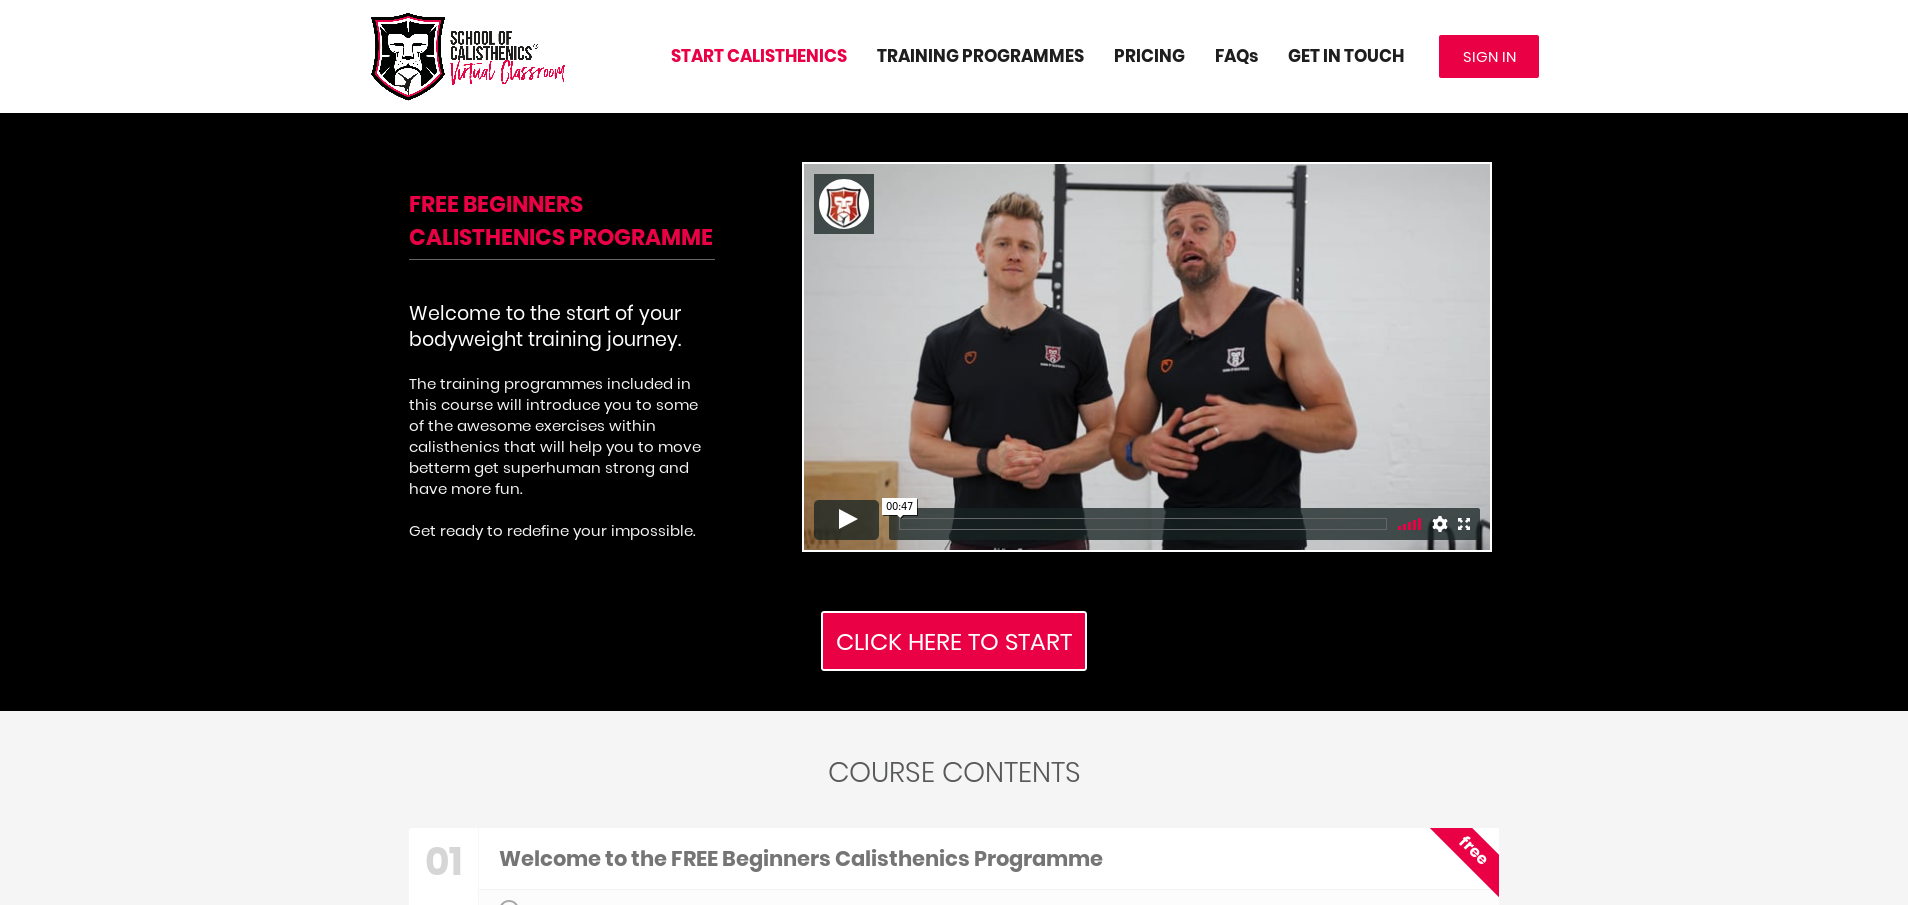 SCHOOL OF
CALISTHENICS
Virtual Classroom
START CALISTHENICS
TRAINING PROGRAMMES
PRICING
FAQs
GET IN TOUCH
SIGN IN
FREE BEGINNERS
CALISTHENICS PROGRAMME
Welcome to the start of your
bodyweight training journey.
The training programmes included in
this course will introduce you to some
of the awesome exercises within
calisthenics that will help you to move
betterm get superhuman strong and
have more fun.
Get ready to redefine your impossible.
00:47
CLICK HERE TO START
COURSE CONTENTS
01
Welcome to the FREE Beginners Calisthenics Programme
free